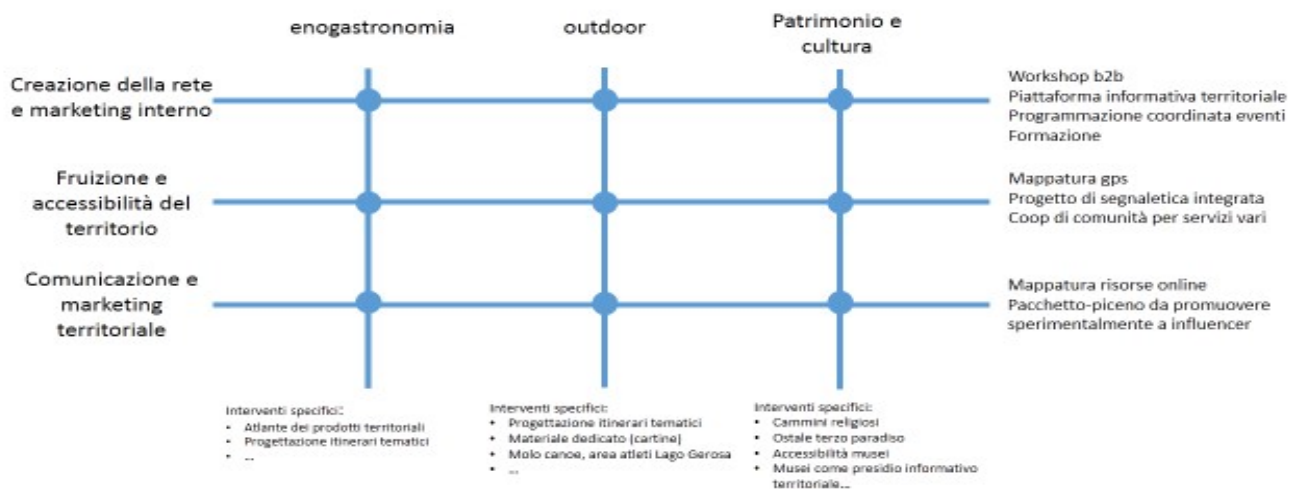 enogastronomia
outdoor
Patrimonio e
cultura
Creazione della rete
e marketing interno
Workshop b2b
Piattaforma informativa territoriale
Programmazione coordinata eventi
Formazione
Fruizione e
accessibilità del
territorio
Mappatura gps
Progetto di segnaletica integrata
Coop di comunità per servizi vari
Comunicazione e
marketing
territoriale
Mappatura risorse online
Pacchetto-piceno da promuovere
sperimentalmente a influencer
Interventi specifici:
• Atlante dei prodotti territoriali
• Progettazione itinerari tematici
• ...
Interventi specifici:
• Progettazione itinerari tematici
• Materiale dedicato (cartine)
• Molo canoe, area atleti Lago Gerosa
• ...
Interventi specifici:
• Cammini religiosi
• Ostale terzo paradiso
• Accessibilità musei
• Musei come presidio informativo
territoriale...